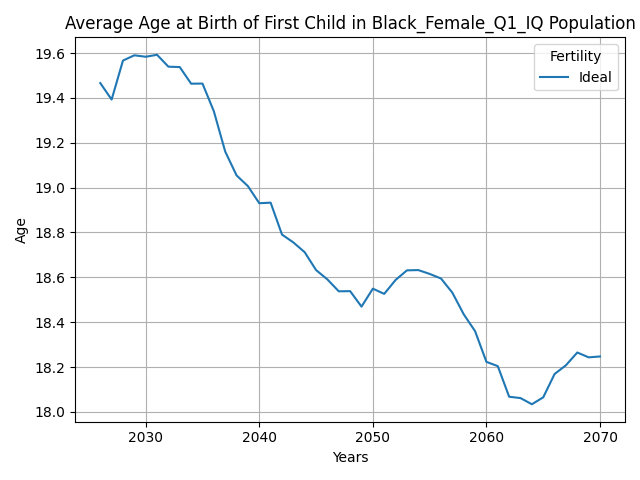 Average Age at Birth of First Child in Black_Female_Q1_IQ Population
Fertility
Ideal
19.6
19.4
19.2
19.0
18.8
18.6
18.4
18.2
18.0
Age
2030 2040 2050 2060 2070
Years